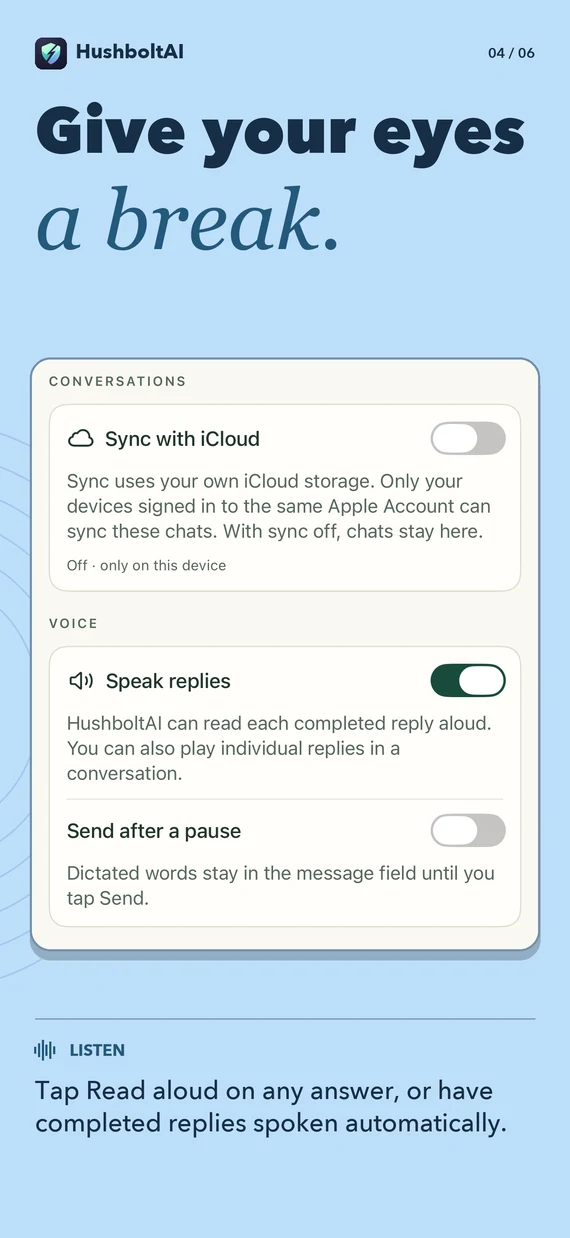 HushboltAI
04 / 06
Give your eyes
a break.
CONVERSATIONS
Sync with iCloud
Sync uses your own iCloud storage. Only your
devices signed in to the same Apple Account can
sync these chats. With sync off, chats stay here.
Off · only on this device
VOICE
Speak replies
HushboltAI can read each completed reply aloud.
You can also play individual replies in a
conversation.
Send after a pause
Dictated words stay in the message field until you
tap Send.
LISTEN
Tap Read aloud on any answer, or have
completed replies spoken automatically.